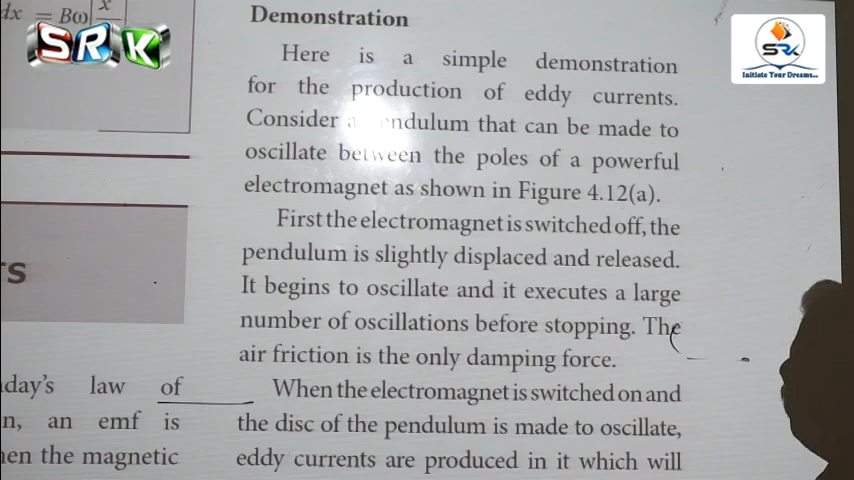 dx = Bω
x
SRK
SRK
Initiate Your Dreams...
Demonstration
Here is a simple demonstration
for the production of eddy currents.
Consider a pendulum that can be made to
oscillate between the poles of a powerful
electromagnet as shown in Figure 4.12(a).
First the electromagnet is switched off, the
pendulum is slightly displaced and released.
It begins to oscillate and it executes a large
number of oscillations before stopping. The
air friction is the only damping force.
When the electromagnet is switched on and
the disc of the pendulum is made to oscillate,
eddy currents are produced in it which will
TS
day's law of
n, an emf is
en the magnetic